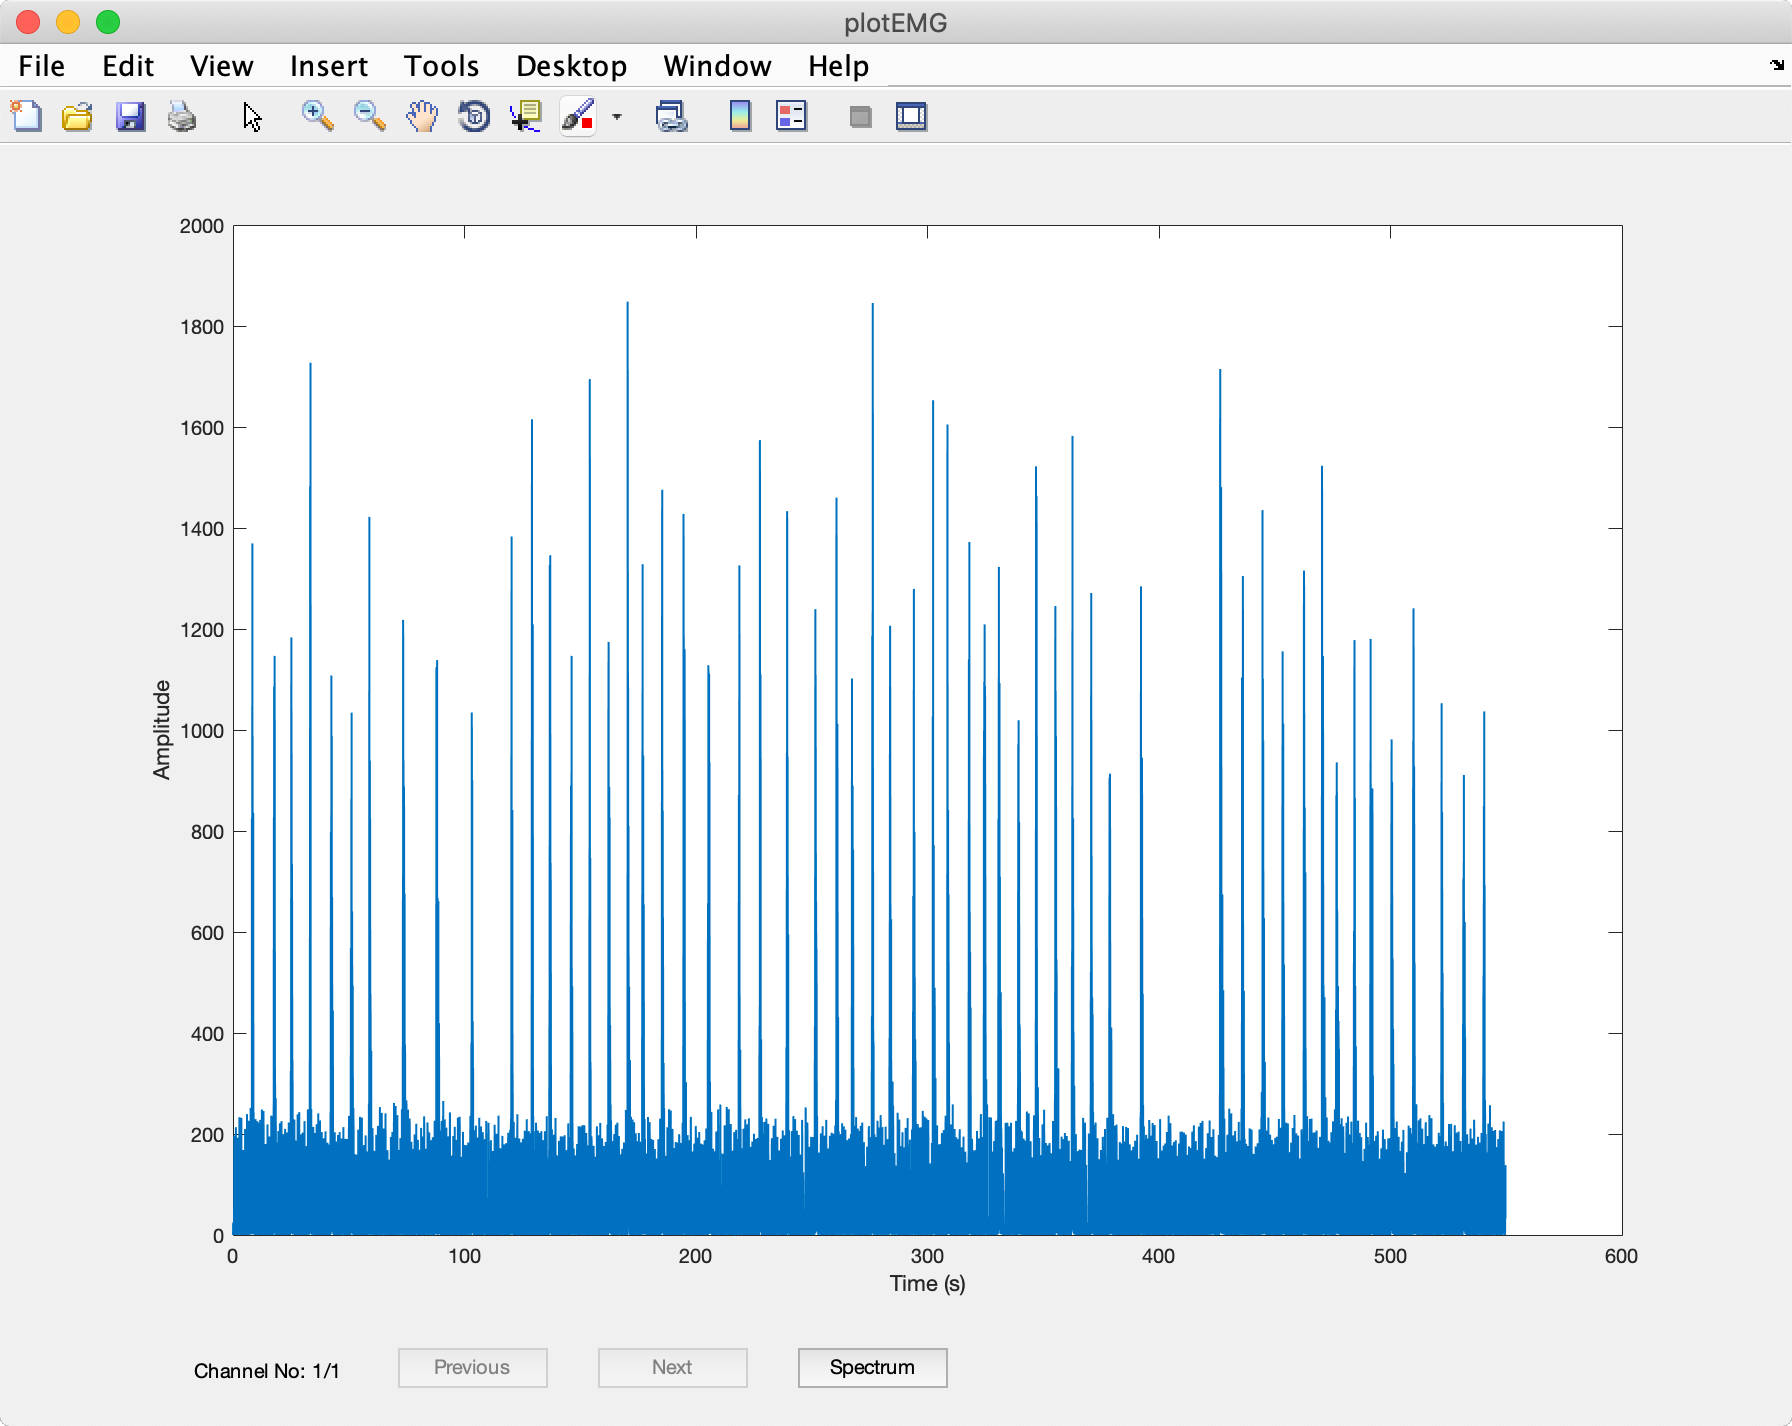 plotEMG
File Edit View Insert Tools Desktop Window Help
2000
1800
1600
1400
1200
1000
800
600
400
200
0
Amplitude
0 100 200 300 400 500 600
Time (s)
Channel No: 1/1 Previous Next Spectrum